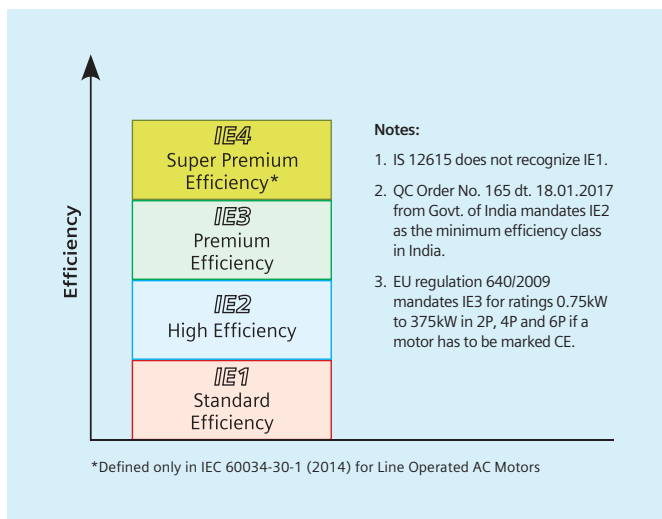 Efficiency
IE4
Super Premium
Efficiency*
IE3
Premium
Efficiency
IE2
High Efficiency
IE1
Standard
Efficiency
Notes:
1. IS 12615 does not recognize IE1.
2. QC Order No. 165 dt. 18.01.2017
from Govt. of India mandates IE2
as the minimum efficiency class
in India.
3. EU regulation 640/2009
mandates IE3 for ratings 0.75kW
to 375kW in 2P, 4P and 6P if a
motor has to be marked CE.
*Defined only in IEC 60034-30-1 (2014) for Line Operated AC Motors